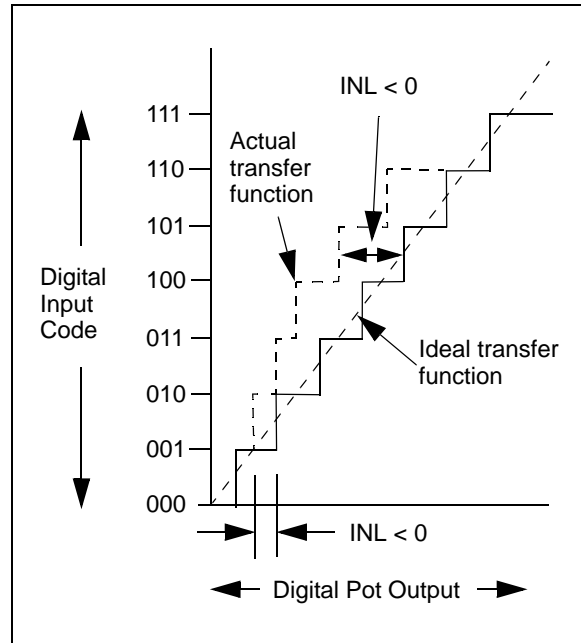 INL < 0
111
Actual
transfer
function
110
101
100
Digital
Input
Code
011
Ideal transfer
function
010
001
000
INL < 0
Digital Pot Output